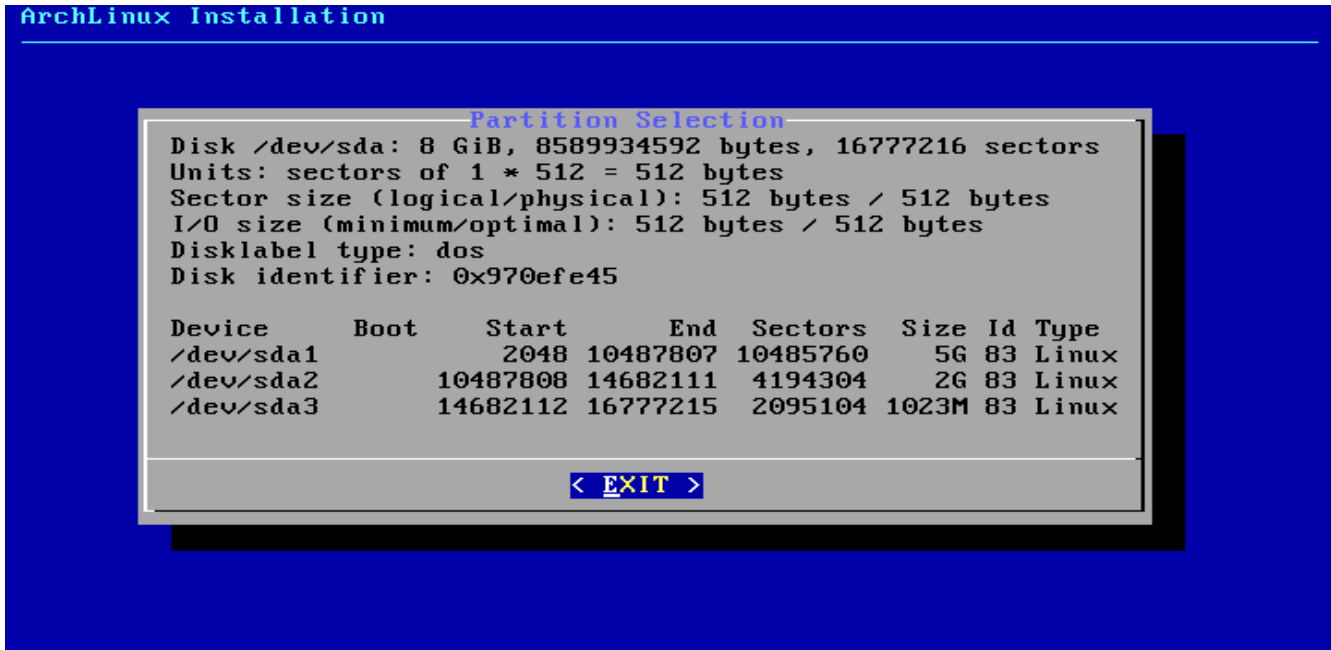 ArchLinux Installation
Partition Selection
Disk /dev/sda: 8 GiB, 8589934592 bytes, 16777216 sectors
Units: sectors of 1 * 512 = 512 bytes
Sector size (logical/physical): 512 bytes / 512 bytes
I/O size (minimum/optimal): 512 bytes / 512 bytes
Disklabel type: dos
Disk identifier: 0x970efe45
Device Boot Start End Sectors Size Id Type
/dev/sda1 2048 10487807 10485760 5G 83 Linux
/dev/sda2 10487808 14682111 4194304 2G 83 Linux
/dev/sda3 14682112 16777215 2095104 1023M 83 Linux
< EXIT >